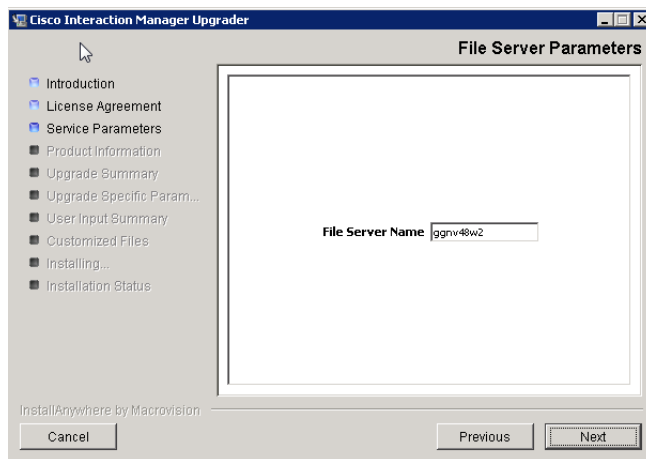 Cisco Interaction Manager Upgrader
File Server Parameters
Introduction
License Agreement
Service Parameters
Product Information
Upgrade Summary
Upgrade Specific Param...
User Input Summary
Customized Files
Installing...
Installation Status
File Server Name ggnv48w2
InstallAnywhere by Macrovision
Cancel Previous Next